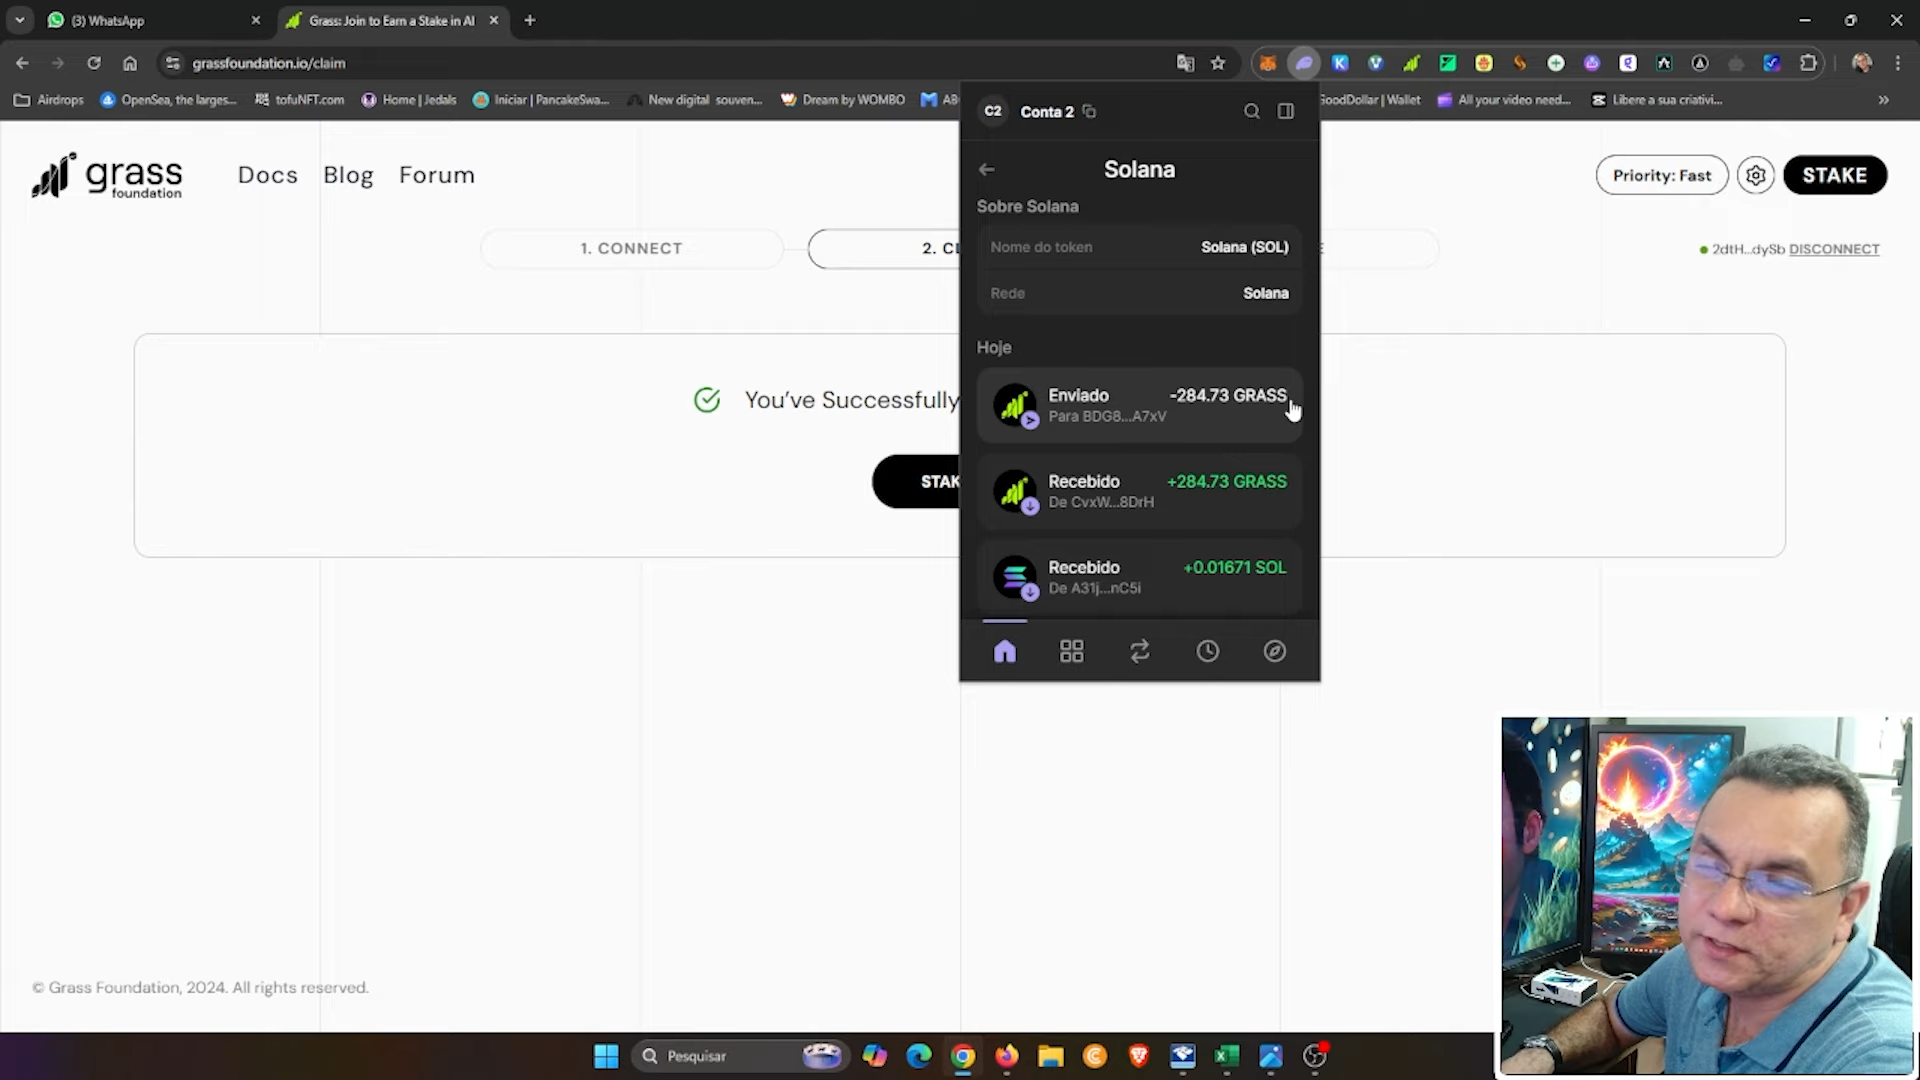 (3) WhatsApp
Grass: Join to Earn a Stake in AI
grassfoundation.io/claim
Airdrops
OpenSea, the larges...
tofuNFT.com
Home | Jedals
Iniciar | PancakeSwa...
New digital souven...
Dream by WOMBO
GoodDollar | Wallet
All your video need...
Libere a sua criativi...
grass
foundation
Docs
Blog
Forum
Priority: Fast
STAKE
1. CONNECT
2. CL
2dtH...dySb DISCONNECT
You've Successfully
STAK
C2
Conta 2
Solana
Sobre Solana
Nome do token
Solana (SOL)
Rede
Solana
Hoje
Enviado
-284.73 GRASS
Para BDG8...A7xV
Recebido
+284.73 GRASS
De CvxW...8DrH
Recebido
+0.01671 SOL
De A31j...nC5i
© Grass Foundation, 2024. All rights reserved.
Pesquisar